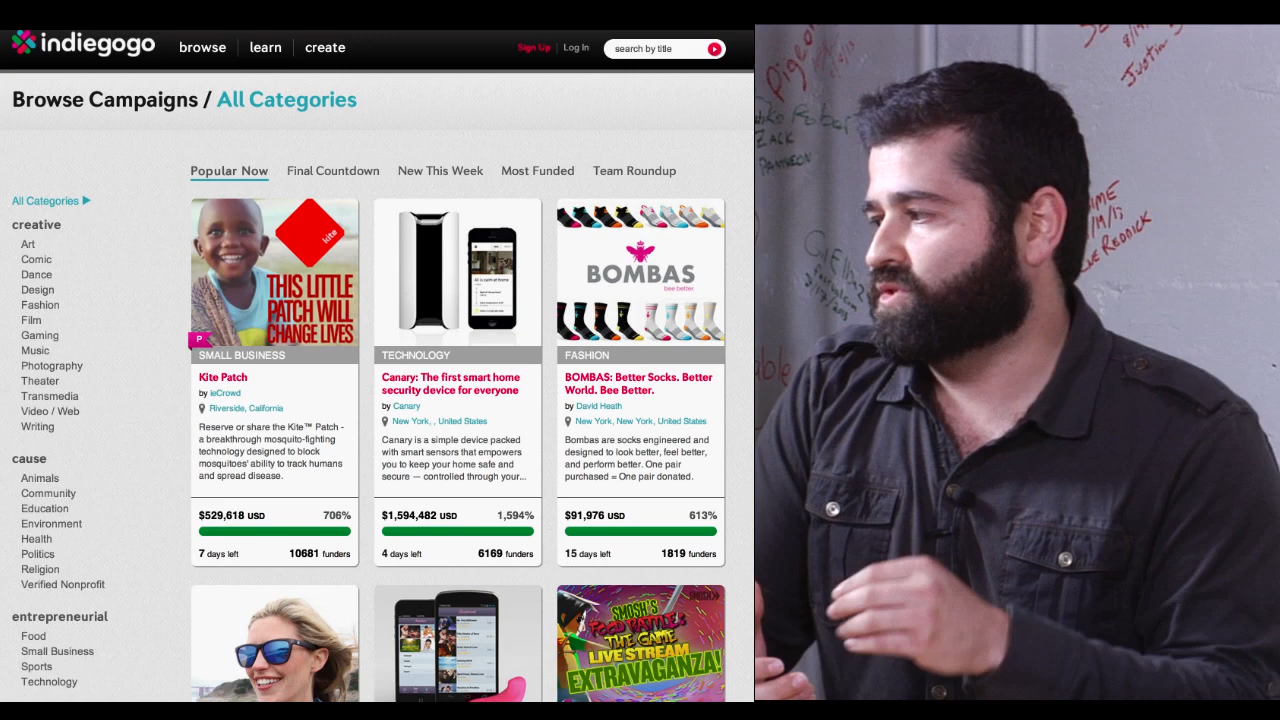 indiegogo
browse
learn
create
Sign Up
Log In
search by title
Browse Campaigns / All Categories
Popular Now
Final Countdown
New This Week
Most Funded
Team Roundup
All Categories
creative
Art
Comic
Dance
Design
Fashion
Film
Gaming
Music
Photography
Theater
Transmedia
Video / Web
Writing
cause
Animals
Community
Education
Environment
Health
Politics
Religion
Verified Nonprofit
entrepreneurial
Food
Small Business
Sports
Technology
kite
THIS LITTLE
PATCH WILL
CHANGE LIVES
P
SMALL BUSINESS
Kite Patch
by ieCrowd
Riverside, California
Reserve or share the Kite™ Patch -
a breakthrough mosquito-fighting
technology designed to block
mosquitoes' ability to track humans
and spread disease.
$529,618 USD
706%
7 days left
10681 funders
TECHNOLOGY
Canary: The first smart home
security device for everyone
by Canary
New York, , United States
Canary is a simple device packed
with smart sensors that empowers
you to keep your home safe and
secure — controlled through your...
$1,594,482 USD
1,594%
4 days left
6169 funders
BOMBAS
bee better.
FASHION
BOMBAS: Better Socks. Better
World. Bee Better.
by David Heath
New York, New York, United States
Bombas are socks engineered and
designed to look better, feel better,
and perform better. One pair
purchased = One pair donated.
$91,976 USD
613%
15 days left
1819 funders
SMOSH
SMOSH'S
FOOD BATTLE:
THE GAME
LIVE STREAM
EXTRAVAGANZA!
Pigeon
Justin
ZACK
PANTHEON
REDDICK